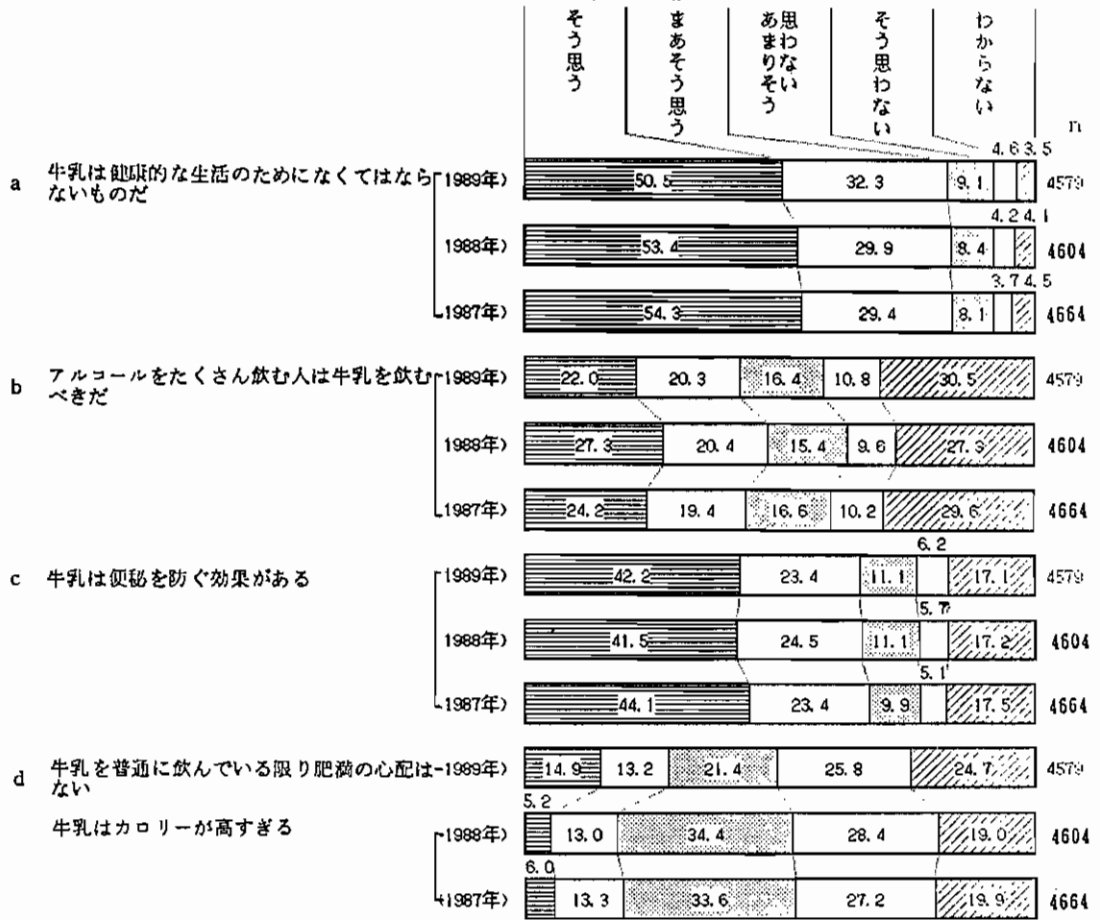 そう思う
まあそう思う
あまりそう
思わない
そう思わない
わからない
n
4.6 3.5
a 牛乳は健康的な生活のためになくてはなら
ないものだ
1989年) 50.5 32.3 9.1 4579
4.2 4.1
1988年) 53.4 29.9 8.4 4604
3.7 4.5
1987年) 54.3 29.4 8.1 4664
b アルコールをたくさん飲む人は牛乳を飲む
べきだ
1989年) 22.0 20.3 16.4 10.8 30.5 4579
1988年) 27.3 20.4 15.4 9.6 27.3 4604
1987年) 24.2 19.4 16.6 10.2 29.6 4664
6.2
c 牛乳は便秘を防ぐ効果がある
1989年) 42.2 23.4 11.1 17.1 4579
5.7
1988年) 41.5 24.5 11.1 17.2 4604
5.1
1987年) 44.1 23.4 9.9 17.5 4664
d 牛乳を普通に飲んでいる限り肥満の心配は
ない
1989年) 14.9 13.2 21.4 25.8 24.7 4579
5.2
牛乳はカロリーが高すぎる
1988年) 13.0 34.4 28.4 19.0 4604
6.0
1987年) 13.3 33.6 27.2 19.9 4664